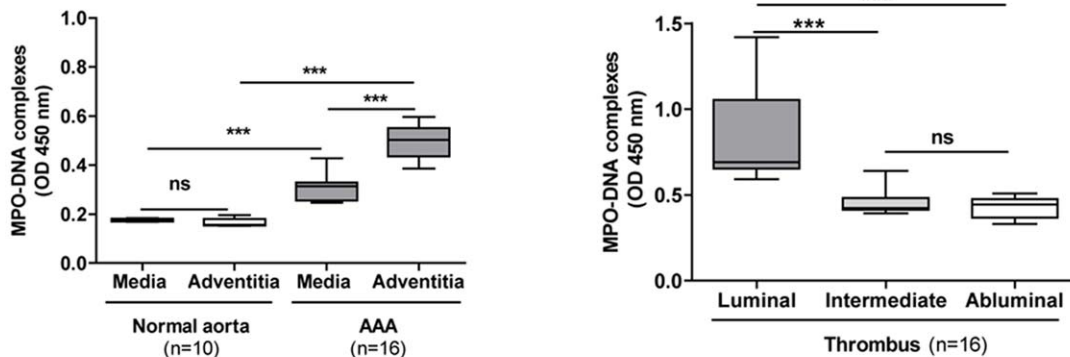 MPO-DNA complexes
(OD 450 nm)
1.0
0.8
0.6
0.4
0.2
0.0
***
***
***
ns
Media
Adventitia
Media
Adventitia
Normal aorta
(n=10)
AAA
(n=16)
MPO-DNA complexes
(OD 450 nm)
1.5
1.0
0.5
0.0
***
ns
Luminal
Intermediate
Abluminal
Thrombus (n=16)